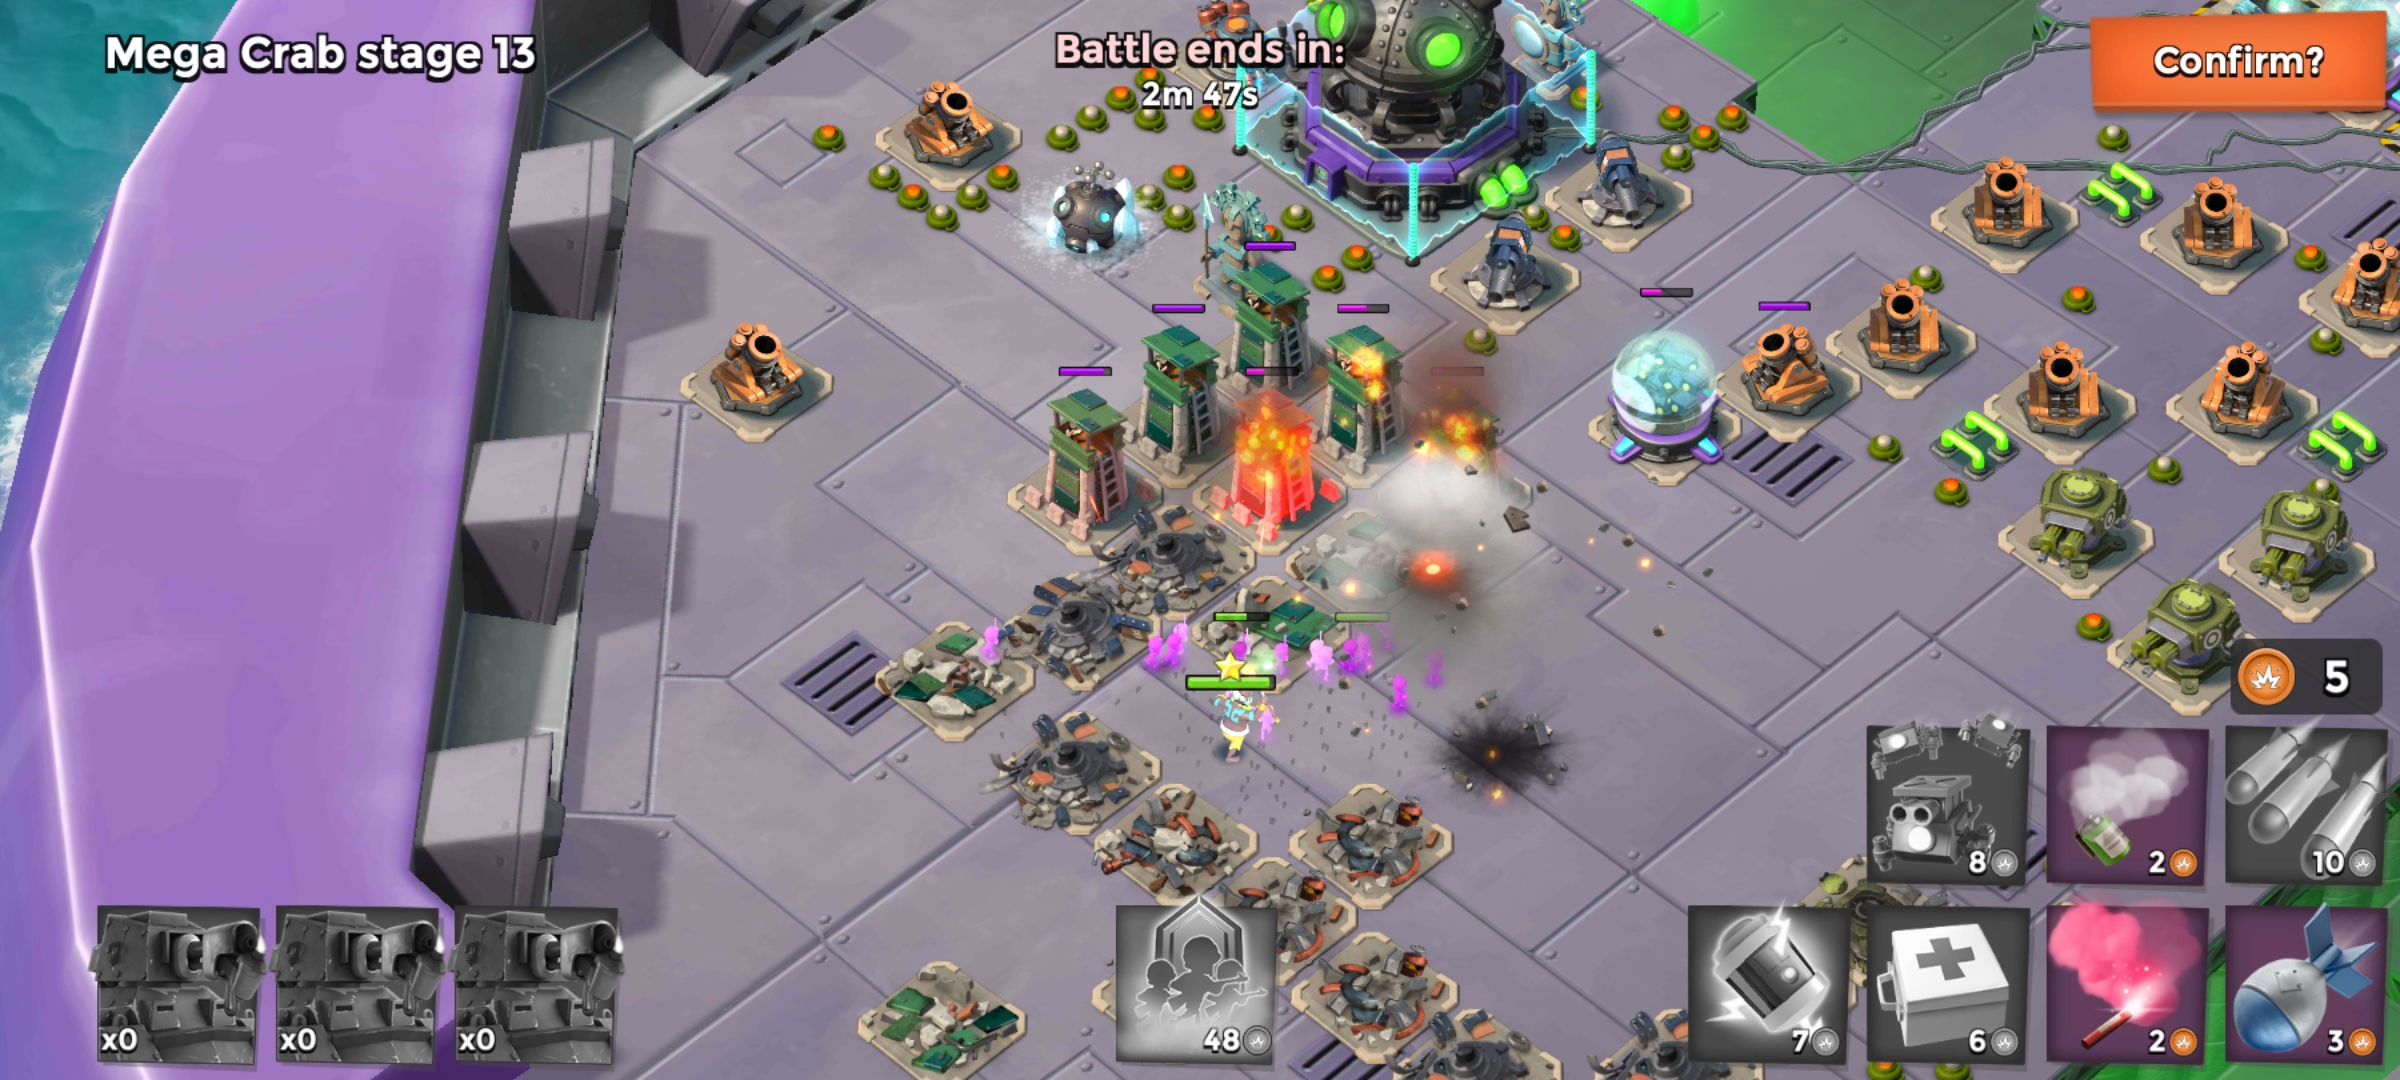 Mega Crab stage 13
Battle ends in:
2m 47s
Confirm?
5
8
2
10
x0
x0
x0
48
7
6
2
3